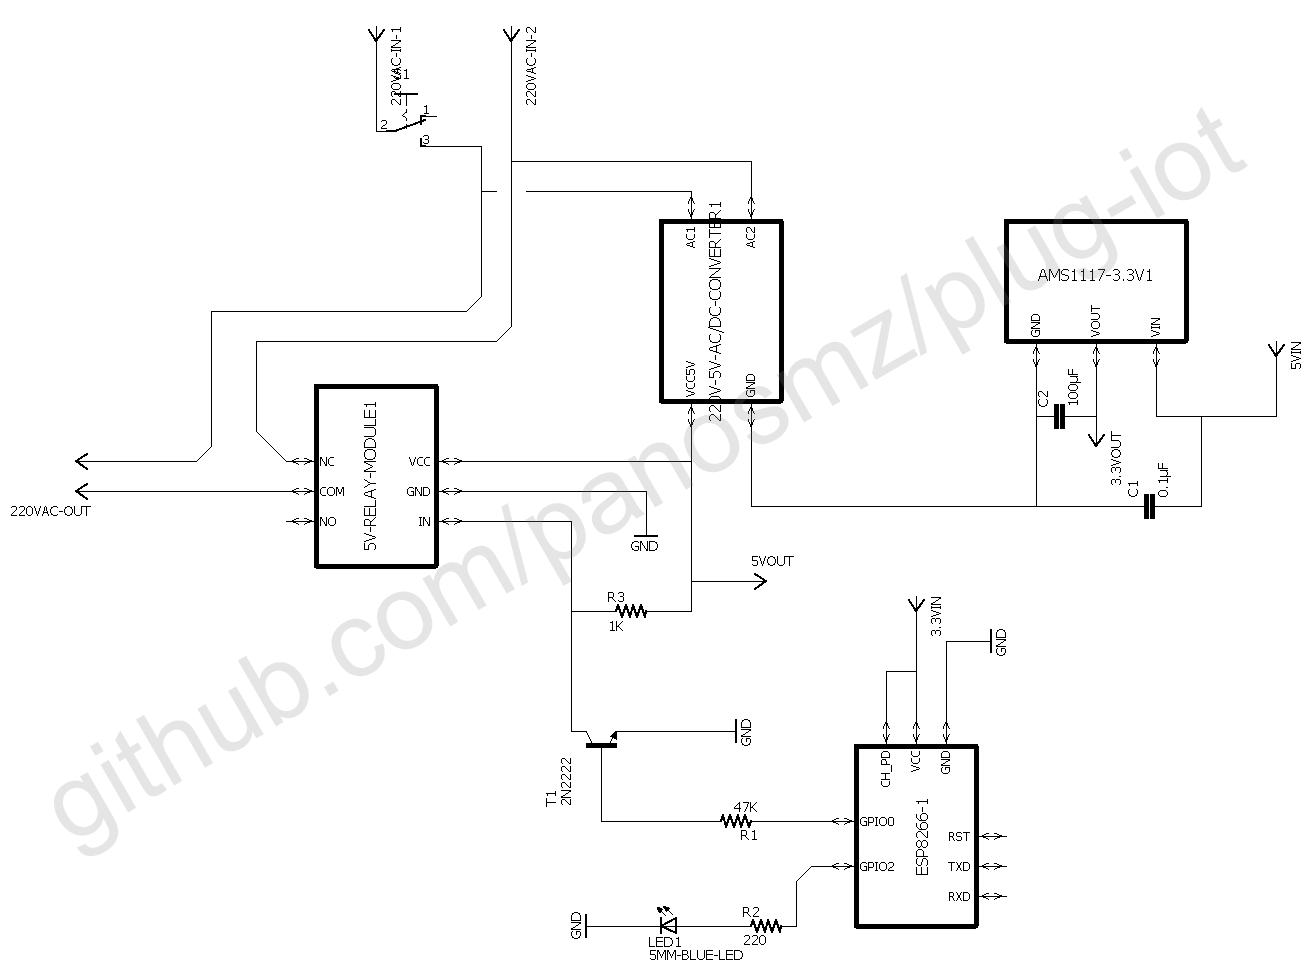 220VAC-IN-1
220VAC-IN-2
S1
1
2
3
AC1
AC2
220V-5V-AC/DC-CONVERTER1
VCC5V
GND
AMS1117-3.3V1
GND
VOUT
VIN
5VIN
C2
100µF
3.3VOUT
C1
0.1µF
5V-RELAY-MODULE1
NC
COM
NO
VCC
GND
IN
220VAC-OUT
GND
5VOUT
R3
1K
3.3VIN
GND
GND
T1
2N2222
47K
R1
CH_PD
VCC
GND
ESP8266-1
GPIO0
GPIO2
RST
TXD
RXD
R2
220
GND
LED1
5MM-BLUE-LED
github.com/panosmz/plug-iot